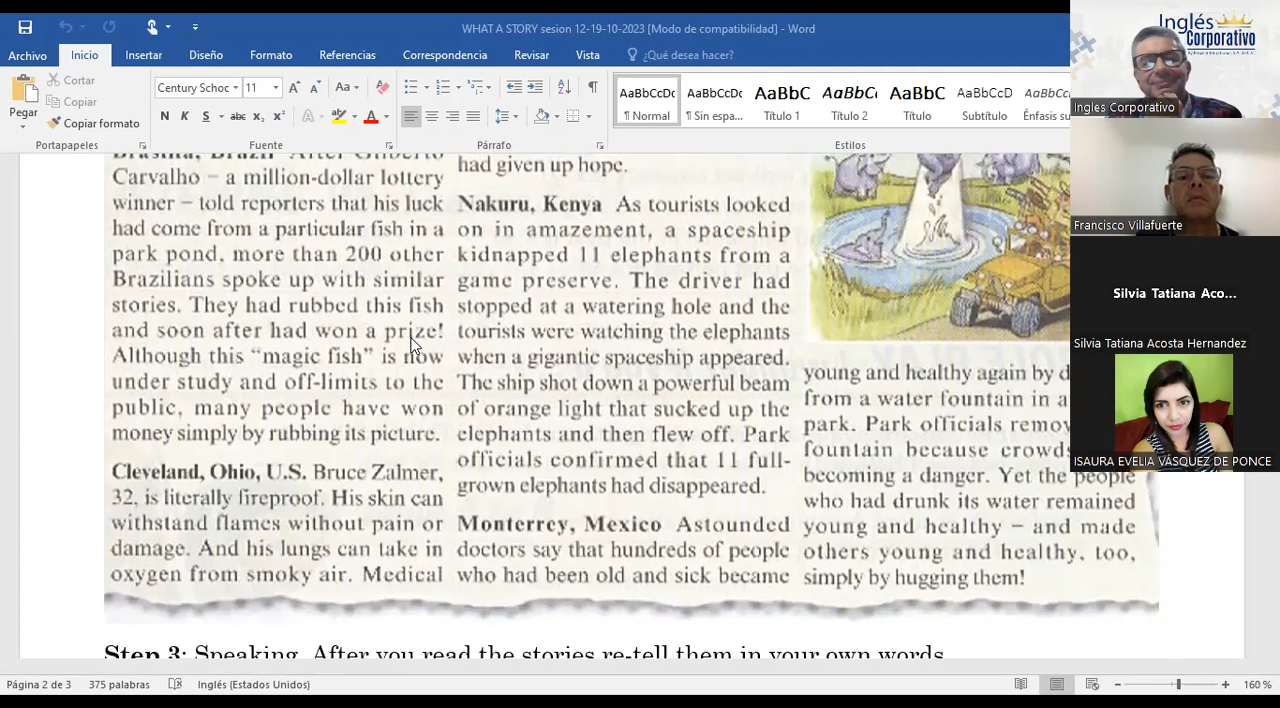 WHAT A STORY sesion 12-19-10-2023 [Modo de compatibilidad] - Word
Archivo Inicio Insertar Diseño Formato Referencias Correspondencia Revisar Vista ¿Qué desea hacer?
Pegar
Cortar
Copiar
Copiar formato
Century Schoc 11
Aa
N K S abc x₂ x² A A
AaBbCcDc AaBbCcDc AaBbC AaBbCc AaBbC AaBbCcD AaBbCcD
¶ Normal ¶ Sin espa... Título 1 Título 2 Título Subtítulo Énfasis su
Portapapeles Fuente Párrafo Estilos
Brasilia, Brazil After Gilberto
Carvalho – a million-dollar lottery
winner – told reporters that his luck
had come from a particular fish in a
park pond, more than 200 other
Brazilians spoke up with similar
stories. They had rubbed this fish
and soon after had won a prize!
Although this “magic fish” is now
under study and off-limits to the
public, many people have won
money simply by rubbing its picture.
Cleveland, Ohio, U.S. Bruce Zalmer,
32, is literally fireproof. His skin can
withstand flames without pain or
damage. And his lungs can take in
oxygen from smoky air. Medical
had given up hope.
Nakuru, Kenya As tourists looked
on in amazement, a spaceship
kidnapped 11 elephants from a
game preserve. The driver had
stopped at a watering hole and the
tourists were watching the elephants
when a gigantic spaceship appeared.
The ship shot down a powerful beam
of orange light that sucked up the
elephants and then flew off. Park
officials confirmed that 11 full-
grown elephants had disappeared.
Monterrey, Mexico Astounded
doctors say that hundreds of people
who had been old and sick became
young and healthy again by d
from a water fountain in a
park. Park officials remov
fountain because crowds
becoming a danger. Yet the people
who had drunk its water remained
young and healthy – and made
others young and healthy, too,
simply by hugging them!
Step 3: Speaking. After you read the stories re-tell them in your own words
Página 2 de 3 375 palabras Inglés (Estados Unidos) 160 %
Inglés
Corporativo
Ingles Corporativo
Francisco Villafuerte
Silvia Tatiana Aco...
Silvia Tatiana Acosta Hernandez
ISAURA EVELIA VÁSQUEZ DE PONCE